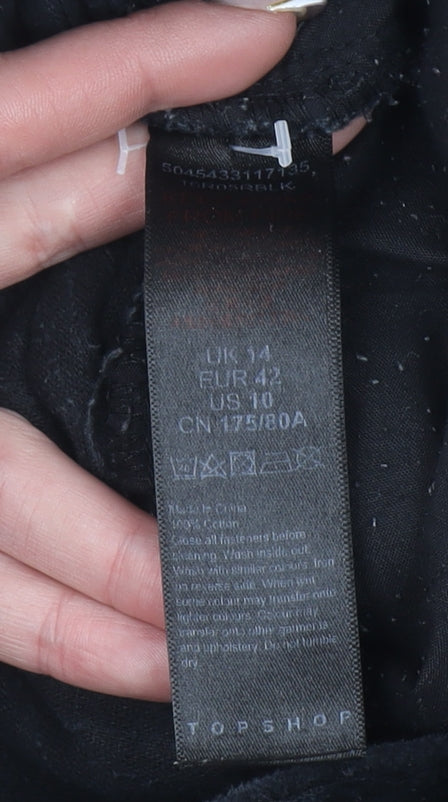 S045433117135,
16R05RBLK
UK 14
EUR 42
US 10
CN 175/80A
Made in China
100% Cotton
Close all fasteners before
washing. Wash inside out.
Wash with similar colours. Iron
on reverse side. When wet
some colour may transfer onto
lighter colours. Colour may
transfer onto other garments
and upholstery. Do not tumble
dry.
TOPSHOP